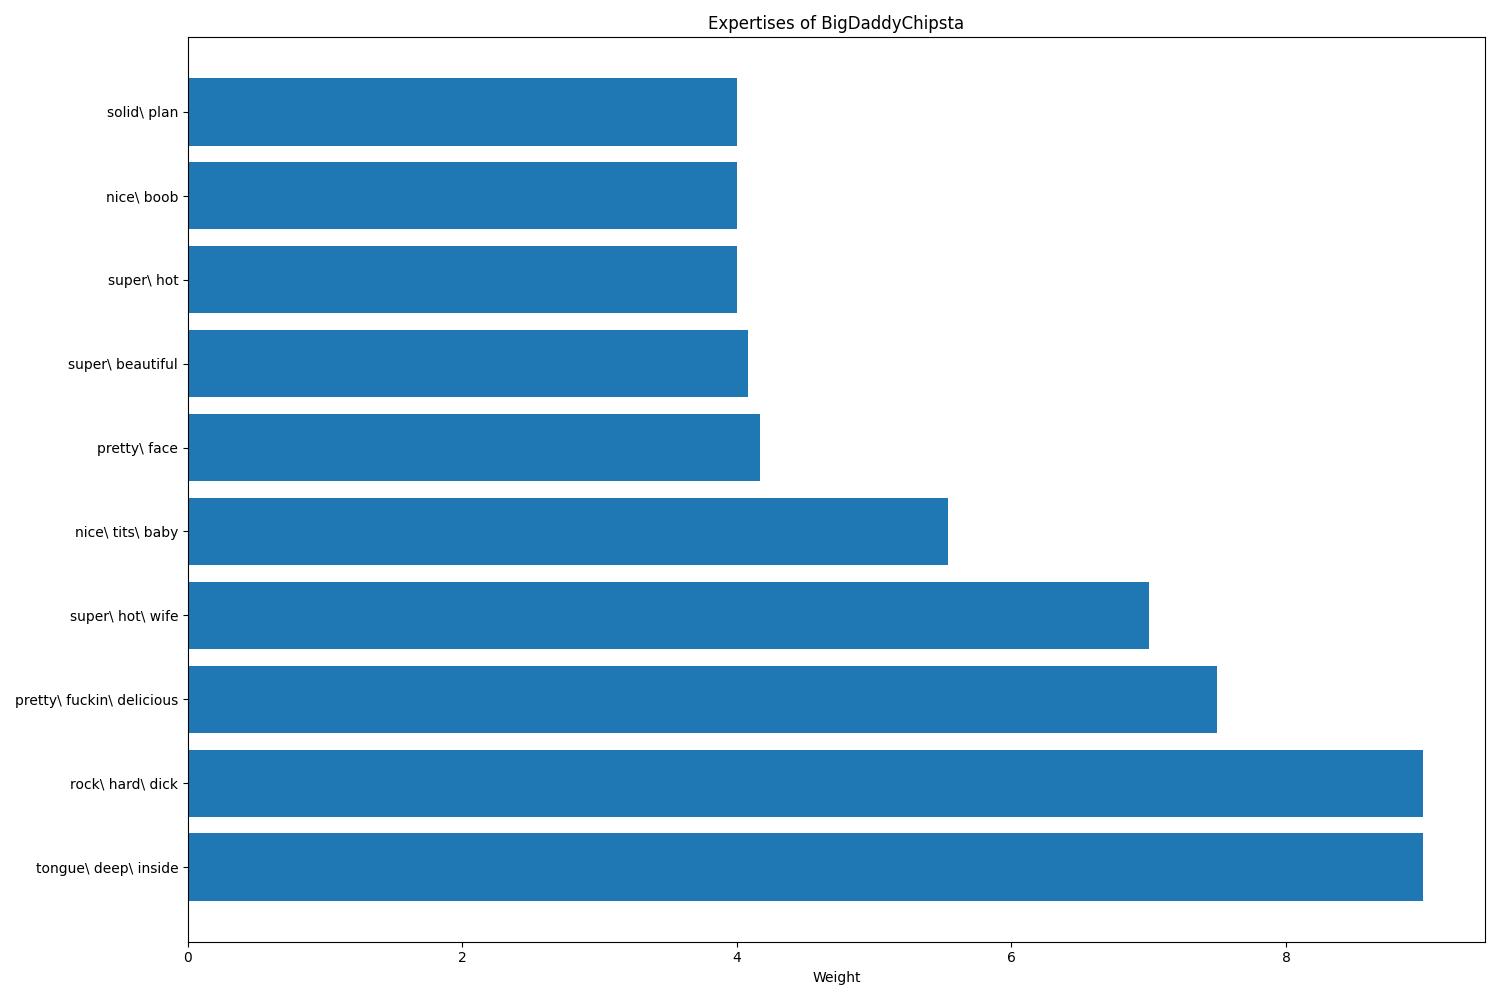 Expertises of BigDaddyChipsta
solid\ plan
nice\ boob
super\ hot
super\ beautiful
pretty\ face
nice\ tits\ baby
super\ hot\ wife
pretty\ fuckin\ delicious
rock\ hard\ dick
tongue\ deep\ inside
0 2 4 6 8
Weight